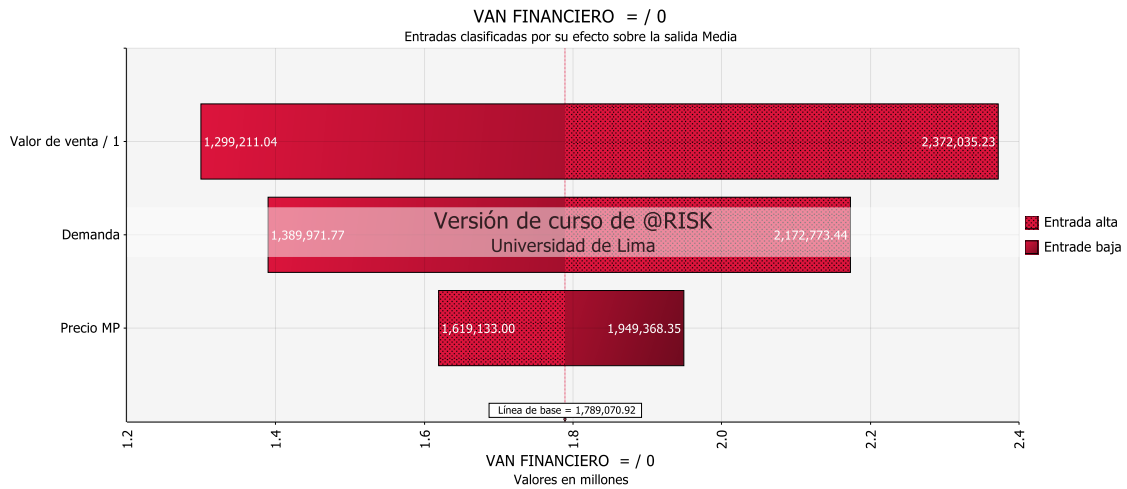 VAN FINANCIERO  = / 0
Entradas clasificadas por su efecto sobre la salida Media
Valor de venta / 1
1,299,211.04
2,372,035.23
Demanda
1,389,971.77
2,172,773.44
Versión de curso de @RISK
Universidad de Lima
Entrada alta
Entrade baja
Precio MP
1,619,133.00
1,949,368.35
Línea de base = 1,789,070.92
1.2
1.4
1.6
1.8
2.0
2.2
2.4
VAN FINANCIERO  = / 0
Valores en millones